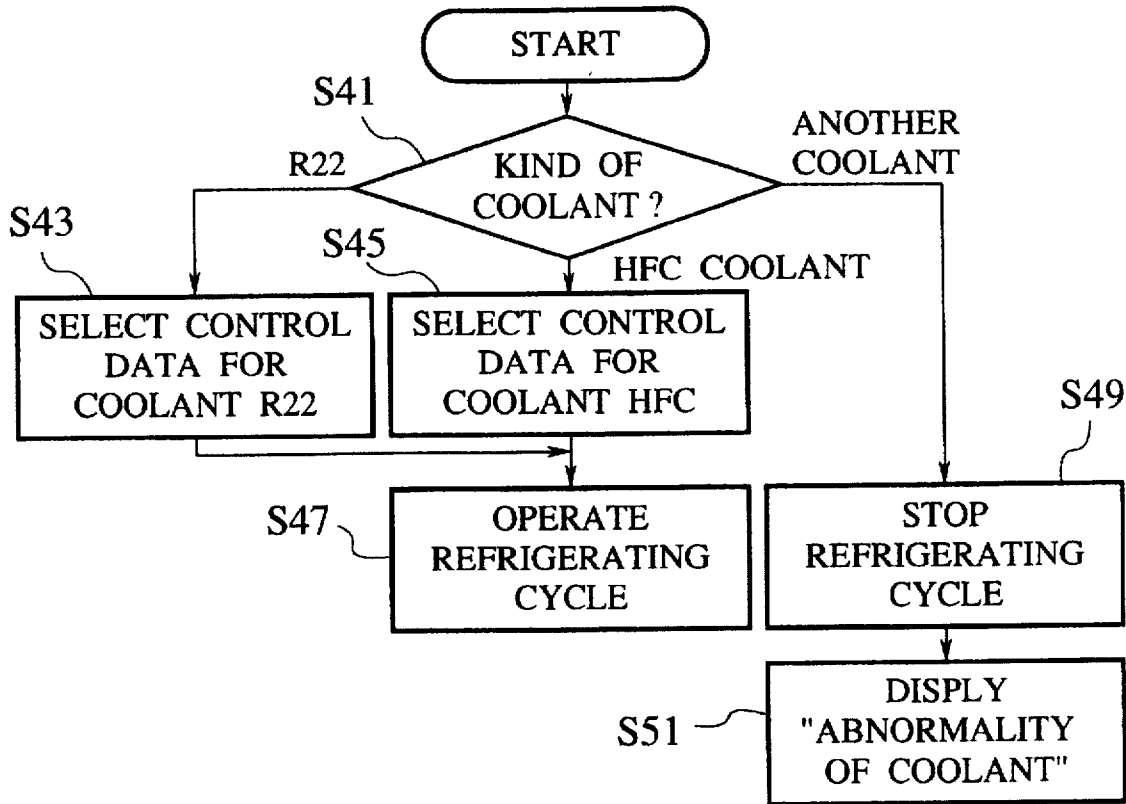 START
S41
KIND OF
COOLANT ?
R22
ANOTHER
COOLANT
HFC COOLANT
S43
SELECT CONTROL
DATA FOR
COOLANT R22
S45
SELECT CONTROL
DATA FOR
COOLANT HFC
S47
OPERATE
REFRIGERATING
CYCLE
S49
STOP
REFRIGERATING
CYCLE
S51
DISPLY
"ABNORMALITY
OF COOLANT"